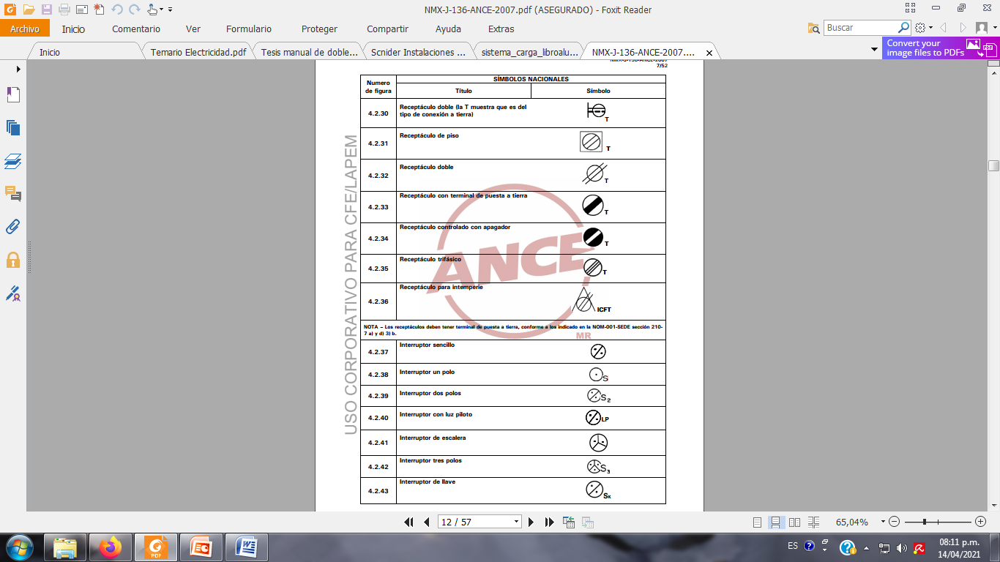 NMX-J-136-ANCE-2007.pdf (ASEGURADO) - Foxit Reader
Archivo
Inicio
Comentario
Ver
Formulario
Proteger
Compartir
Ayuda
Extras
Buscar
Inicio
Temario Electricidad.pdf
Tesis manual de doble...
Scnider Instalaciones ...
sistema_carga_libroalu...
NMX-J-136-ANCE-2007....
Convert your
image files to PDFs
PDF
NMX-J-136-ANCE-2007
7/52
USO CORPORATIVO PARA CFE/LAPEM
ANCE
MR
Numero
de figura
SÍMBOLOS NACIONALES
Título
Símbolo
4.2.30
Receptáculo doble (la T muestra que es del
tipo de conexión a tierra)
T
4.2.31
Receptáculo de piso
T
4.2.32
Receptáculo doble
T
4.2.33
Receptáculo con terminal de puesta a tierra
T
4.2.34
Receptáculo controlado con apagador
T
4.2.35
Receptáculo trifásico
T
4.2.36
Receptáculo para intemperie
ICFT
NOTA – Los receptáculos deben tener terminal de puesta a tierra, conforme a los indicado en la NOM-001-SEDE sección 210-
7 a) y d) 3) b.
4.2.37
Interruptor sencillo
4.2.38
Interruptor un polo
S
4.2.39
Interruptor dos polos
S2
4.2.40
Interruptor con luz piloto
LP
4.2.41
Interruptor de escalera
4.2.42
Interruptor tres polos
S3
4.2.43
Interruptor de llave
SK
12 / 57
65,04%
PDF
ES
08:11 p.m.
14/04/2021